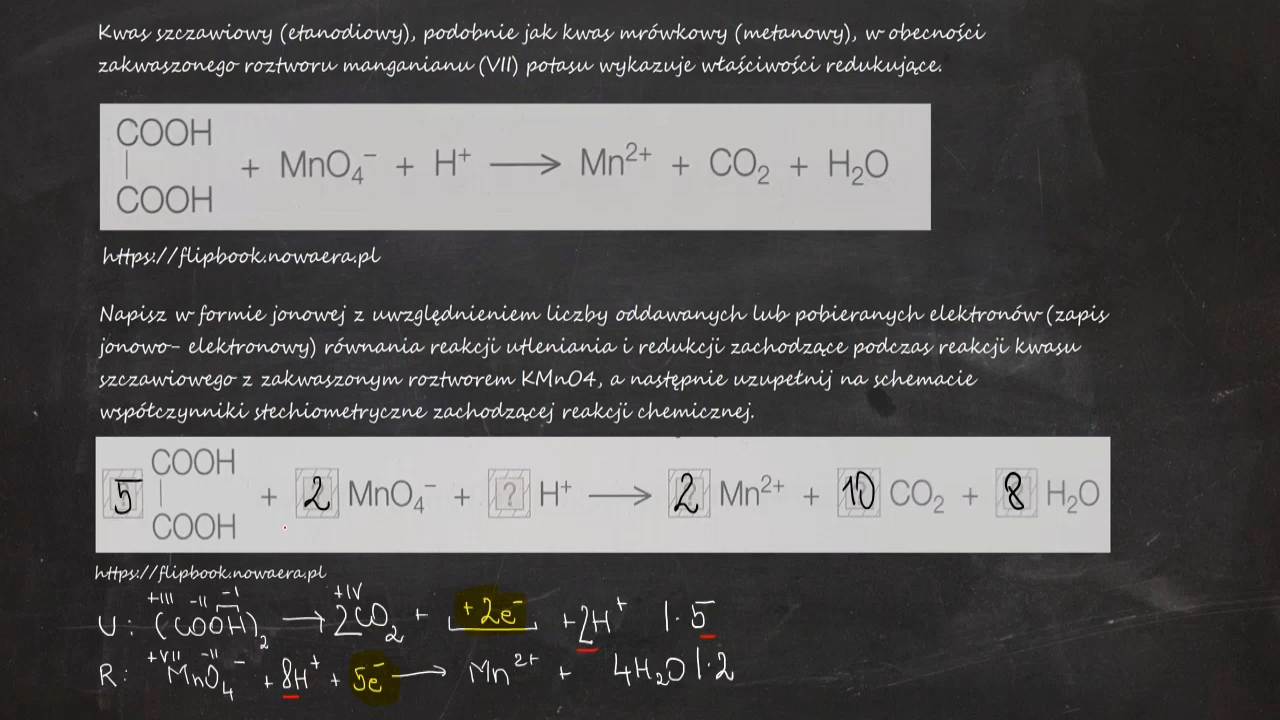 Kwas szczawiowy (etanodiowy), podobnie jak kwas mrówkowy (metanowy), w obecności
zakwaszonego roztworu manganianu (VII) potasu wykazuje właściwości redukujące.
COOH
|
COOH
+ MnO₄⁻ + H⁺ ⟶ Mn²⁺ + CO₂ + H₂O
https://flipbook.nowaera.pl
Napisz w formie jonowej z uwzględnieniem liczby oddawanych lub pobieranych elektronów (zapis
jonowo- elektronowy) równania reakcji utleniania i redukcji zachodzące podczas reakcji kwasu
szczawiowego z zakwaszonym roztworem KMnO4, a następnie uzupełnij na schemacie
współczynniki stechiometryczne zachodzącej reakcji chemicznej.
COOH
|
COOH
5 + 2 MnO₄⁻ + ? H⁺ ⟶ 2 Mn²⁺ + 10 CO₂ + 8 H₂O
https://flipbook.nowaera.pl
+III -II -I +IV
U: (COOH)₂ ⟶ 2CO₂ + +2e⁻ +2H⁺ |·5
+VII -II
R: MnO₄⁻ + 8H⁺ + 5e⁻ ⟶ Mn²⁺ + 4H₂O |·2